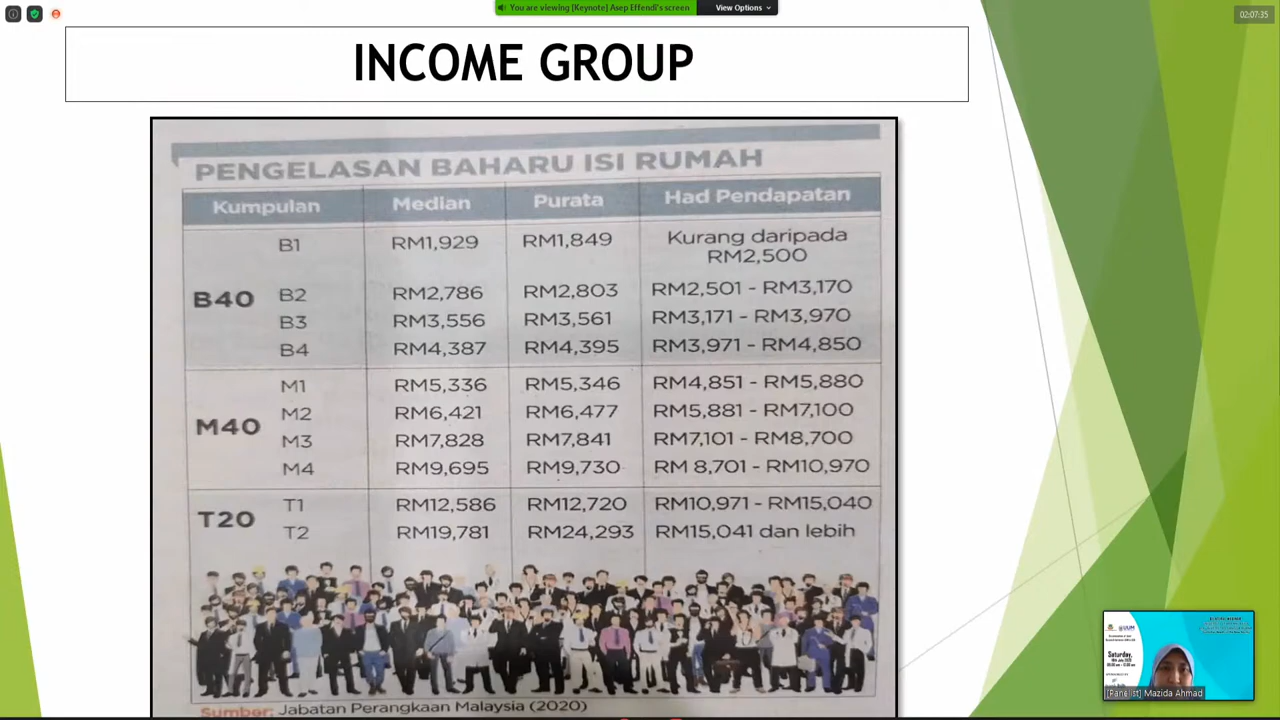 You are viewing [Keynote] Asep Effendi's screen
View Options
02:07:35
INCOME GROUP
PENGELASAN BAHARU ISI RUMAH
Kumpulan Median Purata Had Pendapatan
B1 RM1,929 RM1,849 Kurang daripada RM2,500
B40
B2 RM2,786 RM2,803 RM2,501 - RM3,170
B3 RM3,556 RM3,561 RM3,171 - RM3,970
B4 RM4,387 RM4,395 RM3,971 - RM4,850
M40
M1 RM5,336 RM5,346 RM4,851 - RM5,880
M2 RM6,421 RM6,477 RM5,881 - RM7,100
M3 RM7,828 RM7,841 RM7,101 - RM8,700
M4 RM9,695 RM9,730 RM 8,701 - RM10,970
T20
T1 RM12,586 RM12,720 RM10,971 - RM15,040
T2 RM19,781 RM24,293 RM15,041 dan lebih
Sumber: Jabatan Perangkaan Malaysia (2020)
UUM
Saturday,
[Panelist] Mazida Ahmad